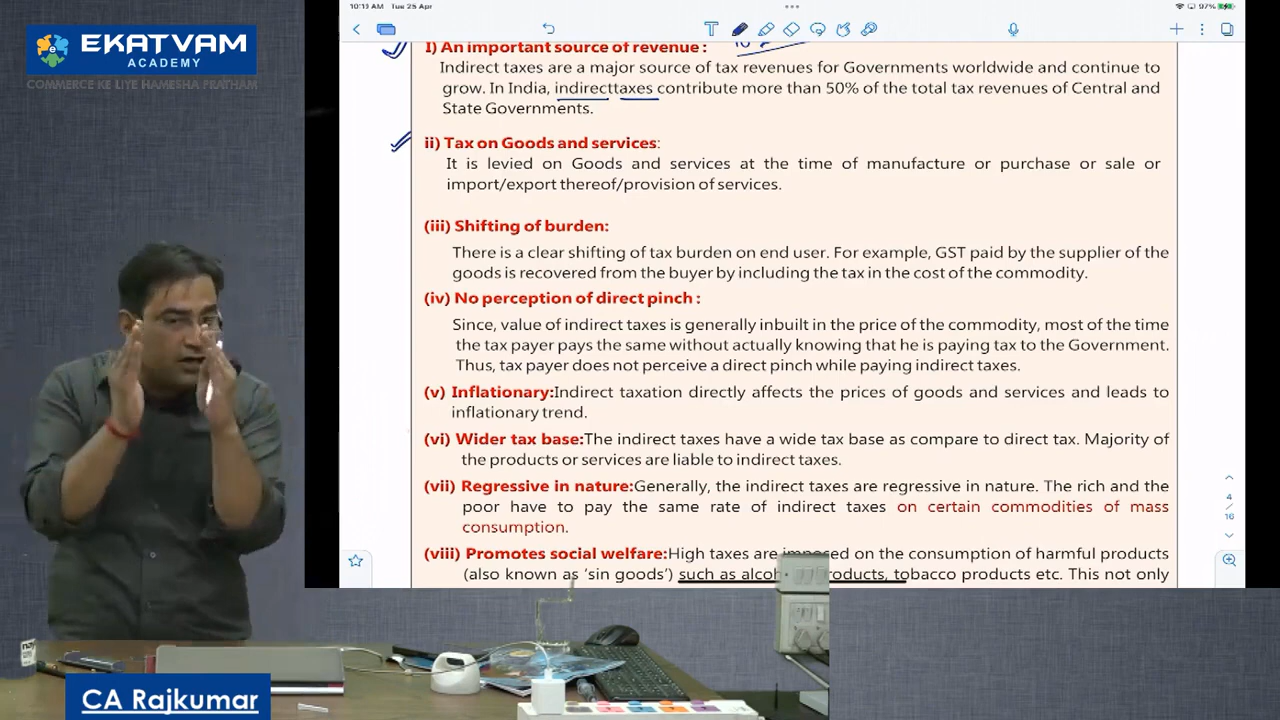 10:13 AM Tue 25 Apr
97%
EKATVAM
ACADEMY
COMMERCE KE LIYE HAMESHA PRATHAM
i) An important source of revenue :
Indirect taxes are a major source of tax revenues for Governments worldwide and continue to
grow. In India, indirecttaxes contribute more than 50% of the total tax revenues of Central and
State Governments.
ii) Tax on Goods and services:
It is levied on Goods and services at the time of manufacture or purchase or sale or
import/export thereof/provision of services.
(iii) Shifting of burden:
There is a clear shifting of tax burden on end user. For example, GST paid by the supplier of the
goods is recovered from the buyer by including the tax in the cost of the commodity.
(iv) No perception of direct pinch :
Since, value of indirect taxes is generally inbuilt in the price of the commodity, most of the time
the tax payer pays the same without actually knowing that he is paying tax to the Government.
Thus, tax payer does not perceive a direct pinch while paying indirect taxes.
(v) Inflationary:Indirect taxation directly affects the prices of goods and services and leads to
inflationary trend.
(vi) Wider tax base:The indirect taxes have a wide tax base as compare to direct tax. Majority of
the products or services are liable to indirect taxes.
(vii) Regressive in nature:Generally, the indirect taxes are regressive in nature. The rich and the
poor have to pay the same rate of indirect taxes on certain commodities of mass
consumption.
(viii) Promotes social welfare:High taxes are imposed on the consumption of harmful products
(also known as 'sin goods') such as products, tobacco products etc. This not only
4
/
16
CA Rajkumar